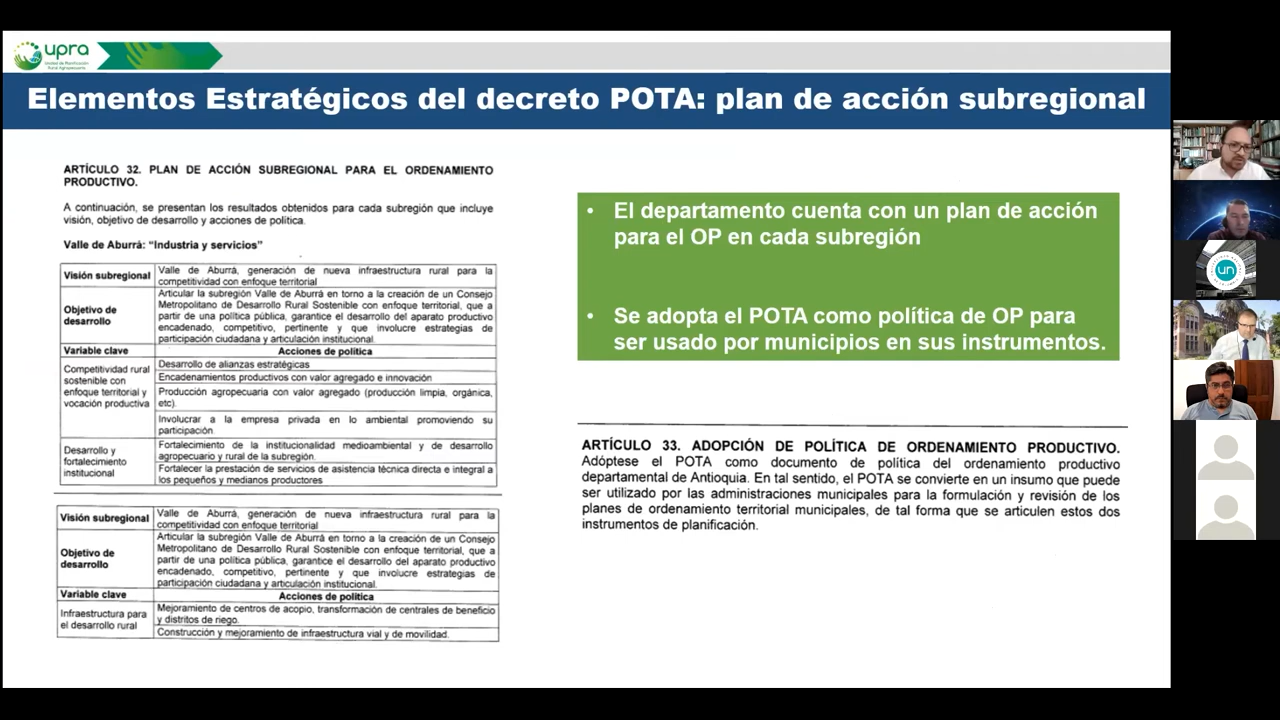 upra
Unidad de Planificación
Rural Agropecuaria
Elementos Estratégicos del decreto POTA: plan de acción subregional
ARTÍCULO 32. PLAN DE ACCIÓN SUBREGIONAL PARA EL ORDENAMIENTO
PRODUCTIVO.
A continuación, se presentan los resultados obtenidos para cada subregión que incluye
visión, objetivo de desarrollo y acciones de política.
Valle de Aburrá: “Industria y servicios”
Visión subregional
Valle de Aburrá, generación de nueva infraestructura rural para la
competitividad con enfoque territorial
Objetivo de
desarrollo
Articular la subregión Valle de Aburrá en torno a la creación de un Consejo
Metropolitano de Desarrollo Rural Sostenible con enfoque territorial, que a
partir de una política pública, garantice el desarrollo del aparato productivo
encadenado, competitivo, pertinente y que involucre estrategias de
participación ciudadana y articulación institucional.
Variable clave
Acciones de política
Competitividad rural
sostenible con
enfoque territorial y
vocación productiva
Desarrollo de alianzas estratégicas
Encadenamientos productivos con valor agregado e innovación
Producción agropecuaria con valor agregado (producción limpia, orgánica,
etc).
Involucrar a la empresa privada en lo ambiental promoviendo su
participación
Desarrollo y
fortalecimiento
institucional
Fortalecimiento de la institucionalidad medioambiental y de desarrollo
agropecuario y rural de la subregión.
Fortalecer la prestación de servicios de asistencia técnica directa e integral a
los pequeños y medianos productores
Visión subregional
Valle de Aburrá, generación de nueva infraestructura rural para la
competitividad con enfoque territorial
Objetivo de
desarrollo
Articular la subregión Valle de Aburrá en torno a la creación de un Consejo
Metropolitano de Desarrollo Rural Sostenible con enfoque territorial, que a
partir de una política pública, garantice el desarrollo del aparato productivo
encadenado, competitivo, pertinente y que involucre estrategias de
participación ciudadana y articulación institucional.
Variable clave
Acciones de política
Infraestructura para
el desarrollo rural
Mejoramiento de centros de acopio, transformación de centrales de beneficio
y distritos de riego.
Construcción y mejoramiento de infraestructura vial y de movilidad.
• El departamento cuenta con un plan de acción
para el OP en cada subregión
• Se adopta el POTA como política de OP para
ser usado por municipios en sus instrumentos.
ARTÍCULO 33. ADOPCIÓN DE POLÍTICA DE ORDENAMIENTO PRODUCTIVO.
Adóptese el POTA como documento de política del ordenamiento productivo
departamental de Antioquia. En tal sentido, el POTA se convierte en un insumo que puede
ser utilizado por las administraciones municipales para la formulación y revisión de los
planes de ordenamiento territorial municipales, de tal forma que se articulen estos dos
instrumentos de planificación.
un